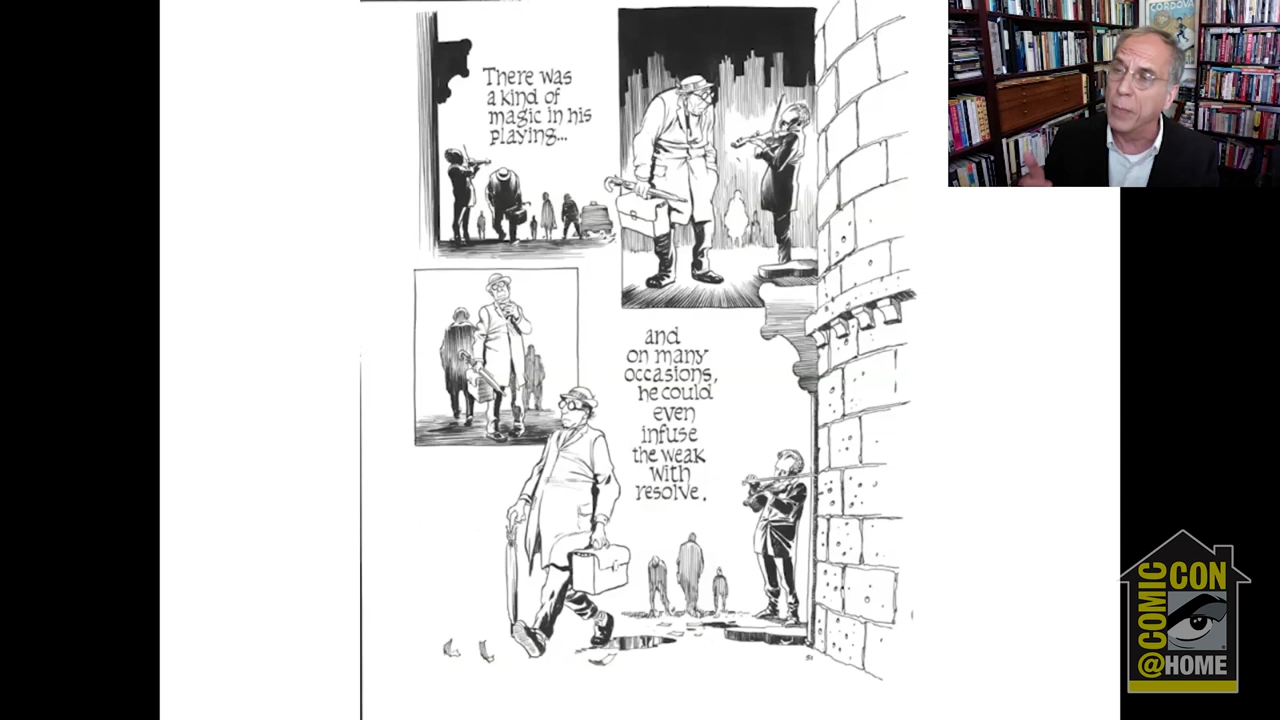 There was
a kind of
magic in his
playing...
and
on many
occasions,
he could
even
infuse
the weak
with
resolve.
51
CORDOVA
@COMIC
CON
@HOME